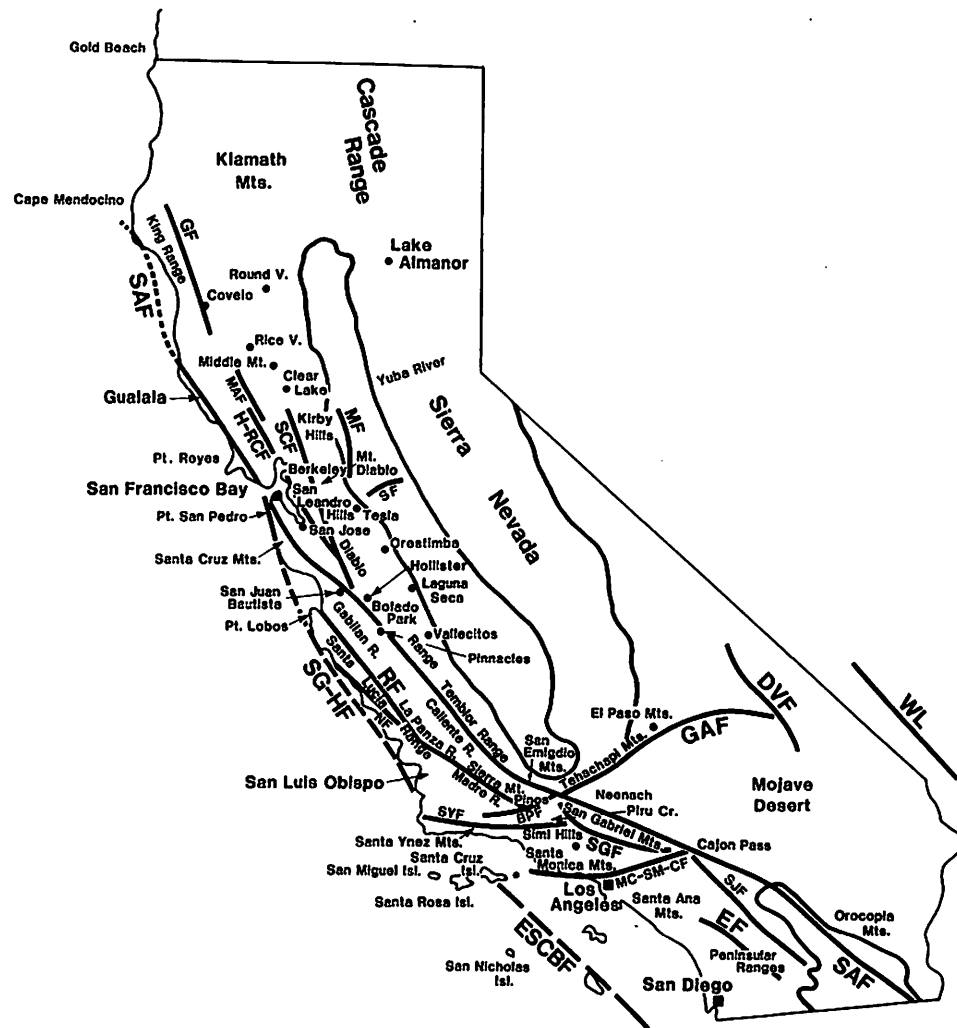 Gold Beach
Cascade
Range
Klamath
Mts.
Cape Mendocino
GF
King Range
SAF
Lake
Almanor
Round V.
Covelo
Rice V.
Middle Mt.
Clear
Lake
Yuba River
Gualala
MAF
H-RCF
SCF
Kirby
Hills
MF
Sierra
Nevada
Pt. Reyes
Berkeley
Mt.
Diablo
SF
San Francisco Bay
San
Leandro
Hills
Tesla
Pt. San Pedro
San Jose
Diablo
Orestimba
Santa Cruz Mts.
Hollister
Laguna
Seca
San Juan
Bautista
Bolado
Park
Pt. Lobos
Gabilan R.
Vallecitos
Pinnacles
Range
Santa
Lucia
Range
RF
SG-HF
NF
La Panza R.
Caliente R.
Temblor Range
DVF
WL
El Paso Mts.
GAF
San
Emigdio
Mts.
Tehachapi Mts.
San Luis Obispo
Sierra
Madre R.
Mt.
Pinos
Neenach
Piru Cr.
Mojave
Desert
SYF
BPF
San Gabriel Mts.
Simi Hills
SGF
Cajon Pass
Santa Ynez Mts.
Santa
Monica Mts.
Santa Cruz
Isl.
San Miguel Isl.
Santa Rosa Isl.
MC-SM-CF
Los
Angeles
Santa Ana
Mts.
SJF
Orocopia
Mts.
EF
ESCBF
San Nicholas
Isl.
Peninsular
Ranges
SAF
San Diego